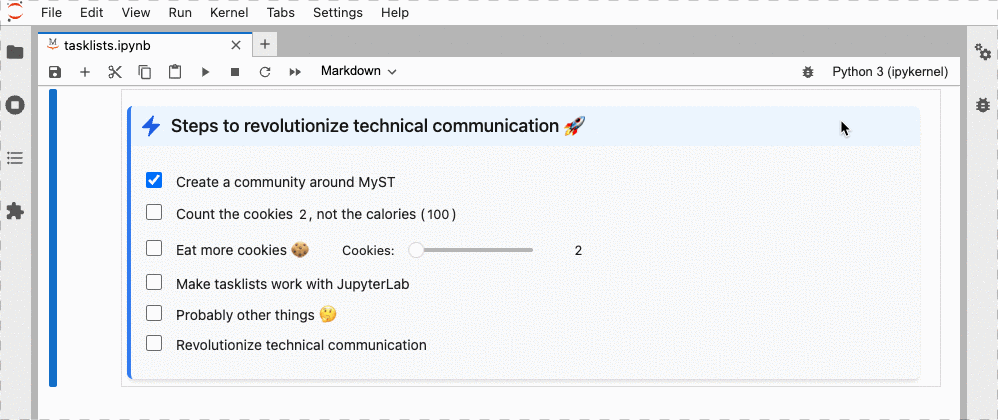 File Edit View Run Kernel Tabs Settings Help
tasklists.ipynb
Markdown
Python 3 (ipykernel)
Steps to revolutionize technical communication 🚀
Create a community around MyST
Count the cookies 2, not the calories (100)
Eat more cookies 🍪 Cookies: 2
Make tasklists work with JupyterLab
Probably other things 🤔
Revolutionize technical communication